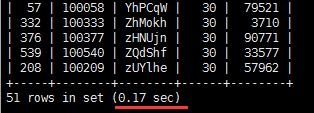 |   57 | 100058 | YhPCqW |   30 | 79521 |
|  332 | 100333 | ZhMokh |   30 |  3710 |
|  376 | 100377 | zHNUjn |   30 | 90771 |
|  539 | 100540 | ZQdShf |   30 | 33577 |
|  208 | 100209 | zUYlhe |   30 | 57962 |
+------+--------+--------+------+-------+
51 rows in set (0.17 sec)